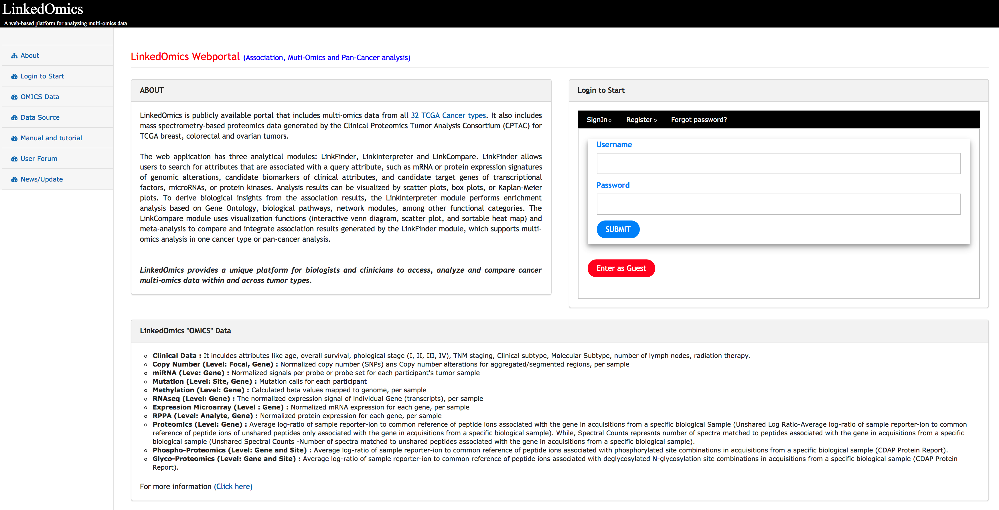 LinkedOmics
A web-based platform for analyzing multi-omics data
About
Login to Start
OMICS Data
Data Source
Manual and tutorial
User Forum
News/Update
LinkedOmics Webportal (Association, Muti-Omics and Pan-Cancer analysis)
ABOUT
LinkedOmics is publicly available portal that includes multi-omics data from all 32 TCGA Cancer types. It also includes
mass spectrometry-based proteomics data generated by the Clinical Proteomics Tumor Analysis Consortium (CPTAC) for
TCGA breast, colorectal and ovarian tumors.
The web application has three analytical modules: LinkFinder, LinkInterpreter and LinkCompare. LinkFinder allows
users to search for attributes that are associated with a query attribute, such as mRNA or protein expression signatures
of genomic alterations, candidate biomarkers of clinical attributes, and candidate target genes of transcriptional
factors, microRNAs, or protein kinases. Analysis results can be visualized by scatter plots, box plots, or Kaplan-Meier
plots. To derive biological insights from the association results, the LinkInterpreter module performs enrichment
analysis based on Gene Ontology, biological pathways, network modules, among other functional categories. The
LinkCompare module uses visualization functions (interactive venn diagram, scatter plot, and sortable heat map) and
meta-analysis to compare and integrate association results generated by the LinkFinder module, which supports multi-
omics analysis in one cancer type or pan-cancer analysis.
LinkedOmics provides a unique platform for biologists and clinicians to access, analyze and compare cancer
multi-omics data within and across tumor types.
Login to Start
SignIn Register Forgot password?
Username
Password
SUBMIT
Enter as Guest
LinkedOmics "OMICS" Data
Clinical Data : It inculdes attributes like age, overall survival, phological stage (I, II, III, IV), TNM staging, Clinical subtype, Molecular Subtype, number of lymph nodes, radiation therapy.
Copy Number (Level: Focal, Gene) : Normalized copy number (SNPs) ans Copy number alterations for aggregated/segmented regions, per sample
miRNA (Leve: Gene) : Normalized signals per probe or probe set for each participant's tumor sample
Mutation (Level: Site, Gene) : Mutation calls for each participant
Methylation (Level: Gene) : Calculated beta values mapped to genome, per sample
RNAseq (Level: Gene) : The normalized expression signal of individual Gene (transcripts), per sample
Expression Microarray (Level : Gene) : Normalized mRNA expression for each gene, per sample
RPPA (Level: Analyte, Gene) : Normalized protein expression for each gene, per sample
Proteomics (Level: Gene) : Average log-ratio of sample reporter-ion to common reference of peptide ions associated with the gene in acquisitions from a specific biological Sample (Unshared Log Ratio-Average log-ratio of sample reporter-ion to common
reference of peptide ions of unshared peptides only associated with the gene in acquisitions from a specific biological sample). While, Spectral Counts represnts number of spectra matched to peptides associated with the gene in acquisitions from a specific
biological sample (Unshared Spectral Counts -Number of spectra matched to unshared peptides associated with the gene in acquisitions from a specific biological sample).
Phospho-Proteomics (Level: Gene and Site) : Average log-ratio of sample reporter-ion to common reference of peptide ions associated with phosphorylated site combinations in acquisitions from a specific biological sample (CDAP Protein Report).
Glyco-Proteomics (Level: Gene and Site) : Average log-ratio of sample reporter-ion to common reference of peptide ions associated with deglycosylated N-glycosylation site combinations in acquisitions from a specific biological sample (CDAP Protein
Report).
For more information (Click here)